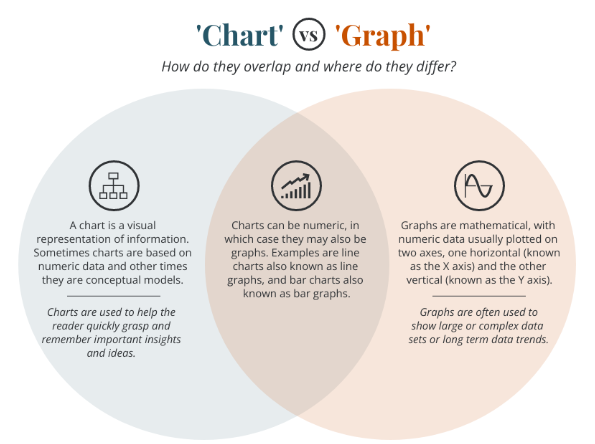 'Chart' vs 'Graph'
How do they overlap and where do they differ?
A chart is a visual
representation of information.
Sometimes charts are based on
numeric data and other times
they are conceptual models.
Charts are used to help the
reader quickly grasp and
remember important insights
and ideas.
Charts can be numeric, in
which case they may also be
graphs. Examples are line
charts also known as line
graphs, and bar charts also
known as bar graphs.
Graphs are mathematical, with
numeric data usually plotted on
two axes, one horizontal (known
as the X axis) and the other
vertical (known as the Y axis).
Graphs are often used to
show large or complex data
sets or long term data trends.